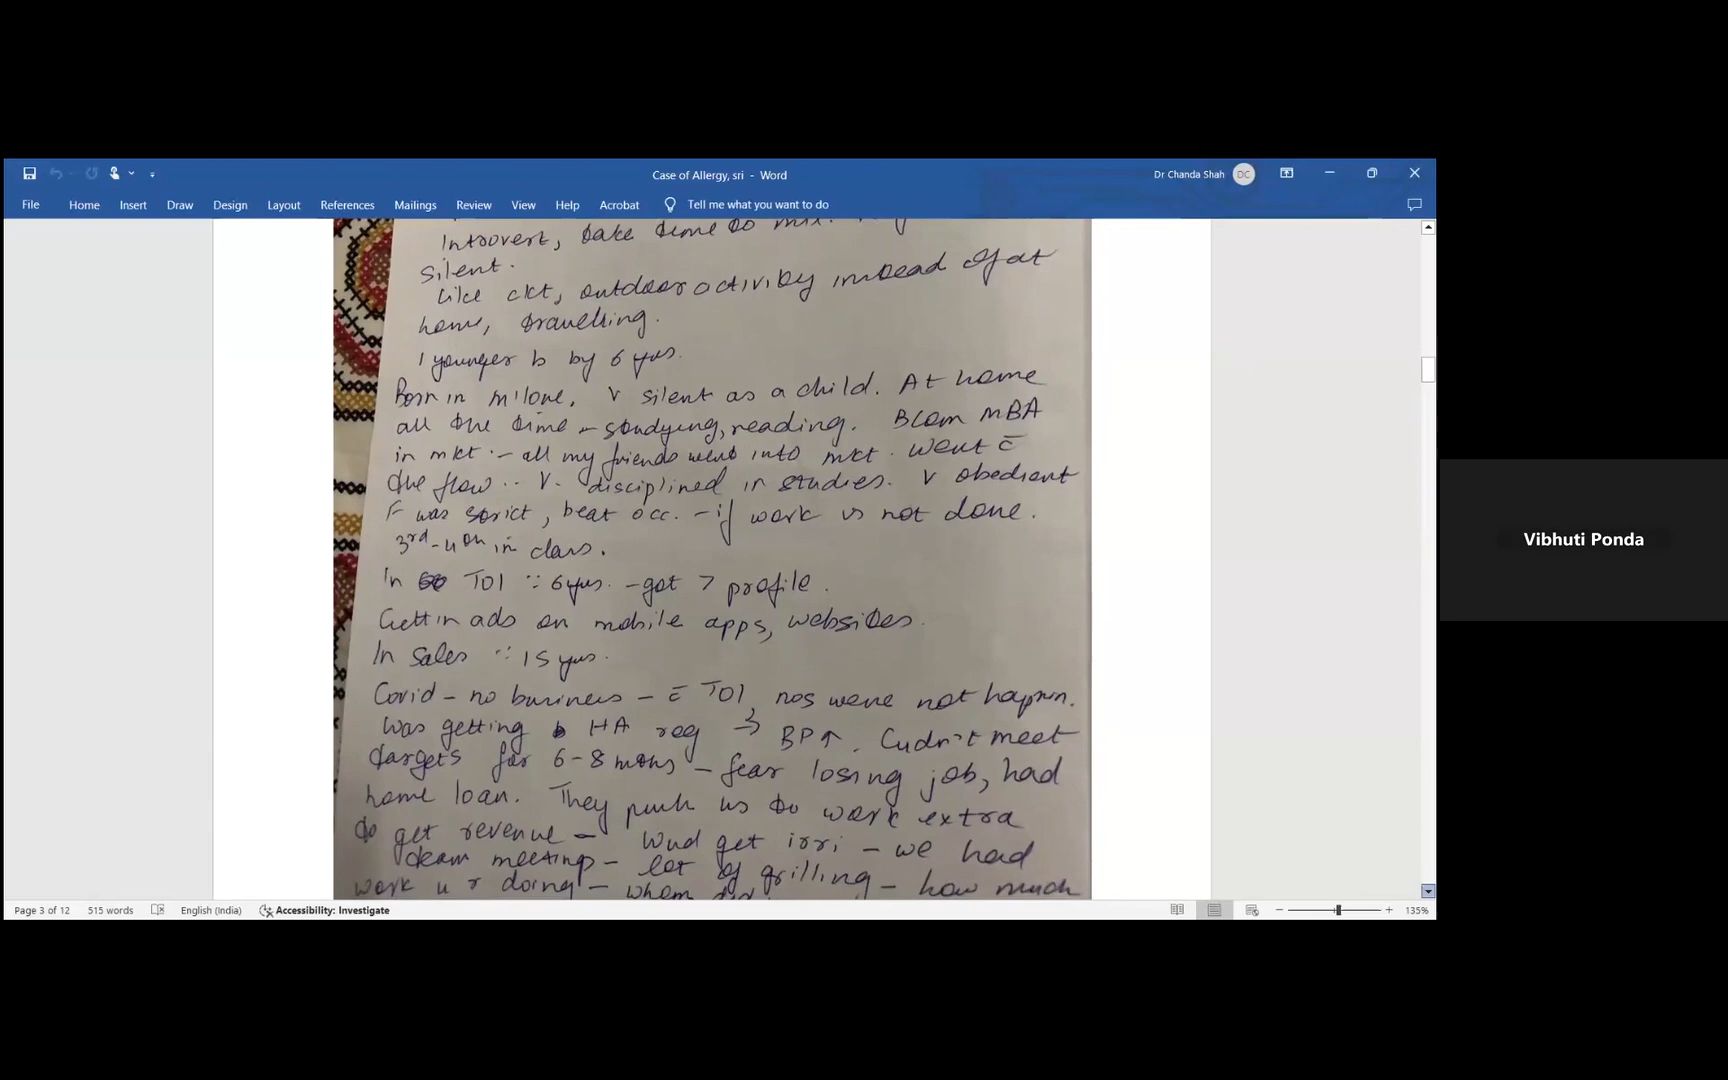 Case of Allergy, sri - Word
Dr Chanda Shah DC
File Home Insert Draw Design Layout References Mailings Review View Help Acrobat Tell me what you want to do
Introvert, take time to mix.
silent.
Like ckt, outdoor activity instead of at
home, travelling.
1 younger b by 6 yrs.
Born in m'lore, V silent as a child. At home
all the time - studying, reading. BCom MBA
in mkt :- all my friends went into mkt. Went c̄
the flow .. V. disciplined in studies. V obedient
F was strict, beat occ. - if work is not done.
3rd - 4th in class.
In TOI :: 6 yrs. - got > profile.
Gettin ads on mobile apps, websites.
In sales :: 15 yrs.
Covid - no business - c̄ TOI, nos were not happn.
Was getting HA reg → BP↑. Cudn't meet
targets for 6-8 mths - fear losing job, had
home loan. They push us to work extra
to get revenue - Wud get irri - we had
team meeting - lot of grilling - how much
work u r doing - whom
Vibhuti Ponda
Page 3 of 12 515 words English (India) Accessibility: Investigate 135%